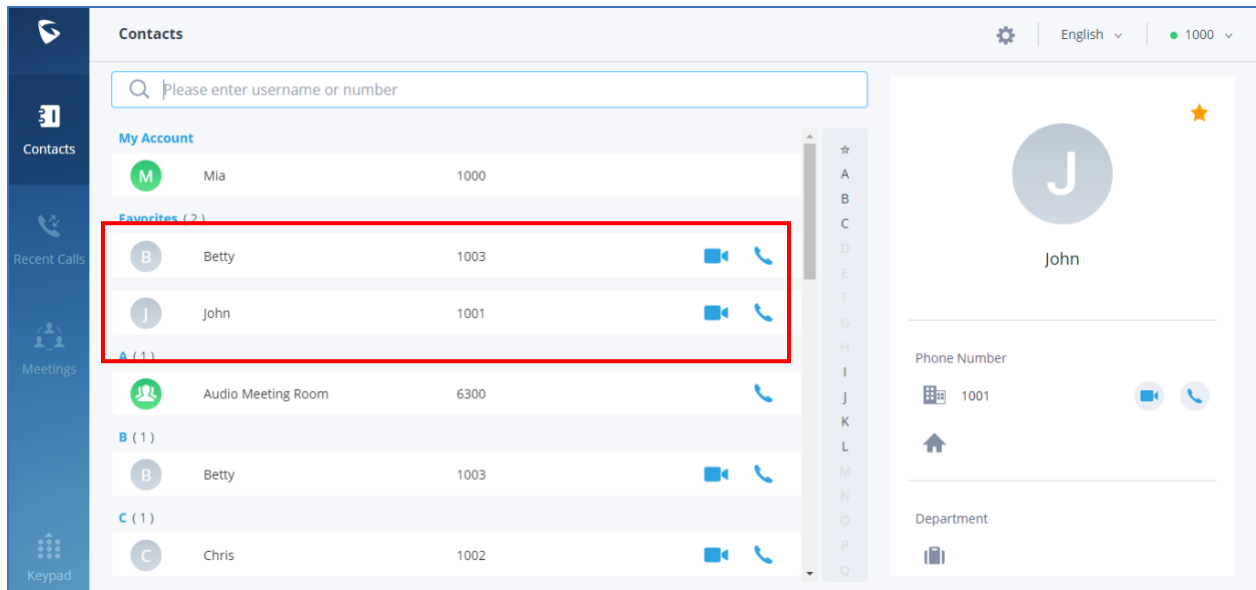 Contacts
English
1000
Contacts
Recent Calls
Meetings
Keypad
Please enter username or number
My Account
M Mia 1000
Favorites ( 2 )
B Betty 1003
J John 1001
A ( 1 )
Audio Meeting Room 6300
B ( 1 )
B Betty 1003
C ( 1 )
C Chris 1002
A
B
C
D
E
F
G
H
I
J
K
L
M
N
O
P
Q
J
John
Phone Number
1001
Department